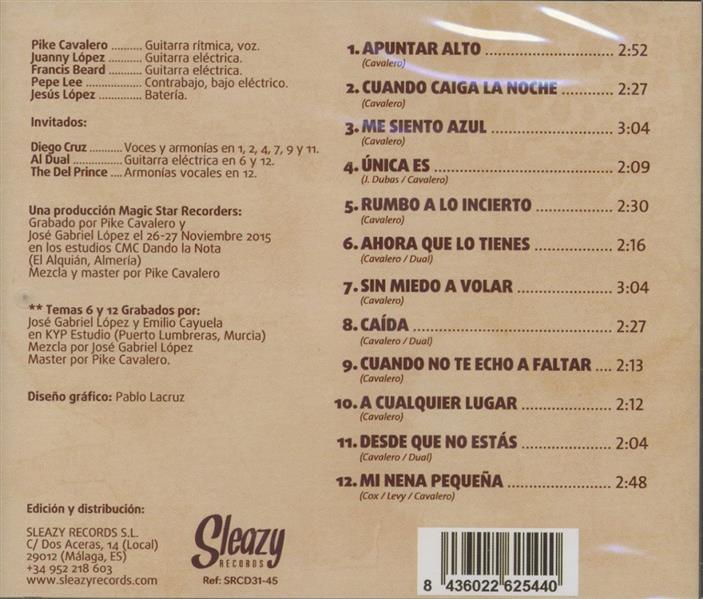 Pike Cavalero .......... Guitarra rítmica, voz.
Juanny López ......... Guitarra eléctrica.
Francis Beard ......... Guitarra eléctrica.
Pepe Lee ................ Contrabajo, bajo eléctrico.
Jesús López ............ Batería.
Invitados:
Diego Cruz ........... Voces y armonías en 1, 2, 4, 7, 9 y 11.
Al Dual ................. Guitarra eléctrica en 6 y 12.
The Del Prince .... Armonías vocales en 12.
Una producción Magic Star Recorders:
Grabado por Pike Cavalero y
José Gabriel López el 26-27 Noviembre 2015
en los estudios CMC Dando la Nota
(El Alquián, Almería)
Mezcla y master por Pike Cavalero
** Temas 6 y 12 Grabados por:
José Gabriel López y Emilio Cayuela
en KYP Estudio (Puerto Lumbreras, Murcia)
Mezcla por José Gabriel López
Master por Pike Cavalero.
Diseño gráfico: Pablo Lacruz
Edición y distribución:
SLEAZY RECORDS S.L.
C/ Dos Aceras, 14 (Local)
29012 (Málaga, ES)
+34 952 218 603
www.sleazyrecords.com
Sleazy
RECORDS
Ref: SRCD31-45
1. APUNTAR ALTO ........................ 2:52
(Cavalero)
2. CUANDO CAIGA LA NOCHE .......... 2:27
(Cavalero)
3. ME SIENTO AZUL ....................... 3:04
(Cavalero)
4. ÚNICA ES .................................. 2:09
(J. Dubas / Cavalero)
5. RUMBO A LO INCIERTO .............. 2:30
(Cavalero)
6. AHORA QUE LO TIENES .............. 2:16
(Cavalero / Dual)
7. SIN MIEDO A VOLAR .................. 3:04
(Cavalero)
8. CAÍDA ...................................... 2:27
(Cavalero / Dual)
9. CUANDO NO TE ECHO A FALTAR .... 2:13
(Cavalero)
10. A CUALQUIER LUGAR ................. 2:12
(Cavalero)
11. DESDE QUE NO ESTÁS ................. 2:04
(Cavalero / Dual)
12. MI NENA PEQUEÑA .................... 2:48
(Cox / Levy / Cavalero)
8 436022 625440